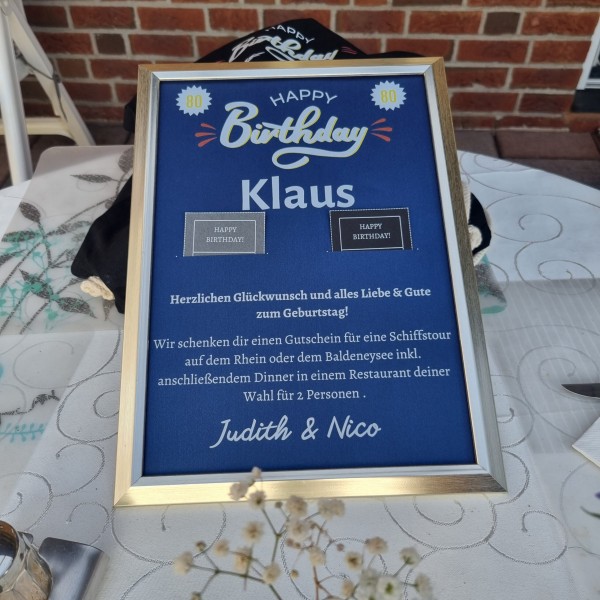 HAPPY
Birthday
80
HAPPY
80
Birthday
Klaus
HAPPY
BIRTHDAY!
HAPPY
BIRTHDAY!
Herzlichen Glückwunsch und alles Liebe & Gute
zum Geburtstag!
Wir schenken dir einen Gutschein für eine Schiffstour
auf dem Rhein oder dem Baldeneysee inkl.
anschließendem Dinner in einem Restaurant deiner
Wahl für 2 Personen .
Judith & Nico